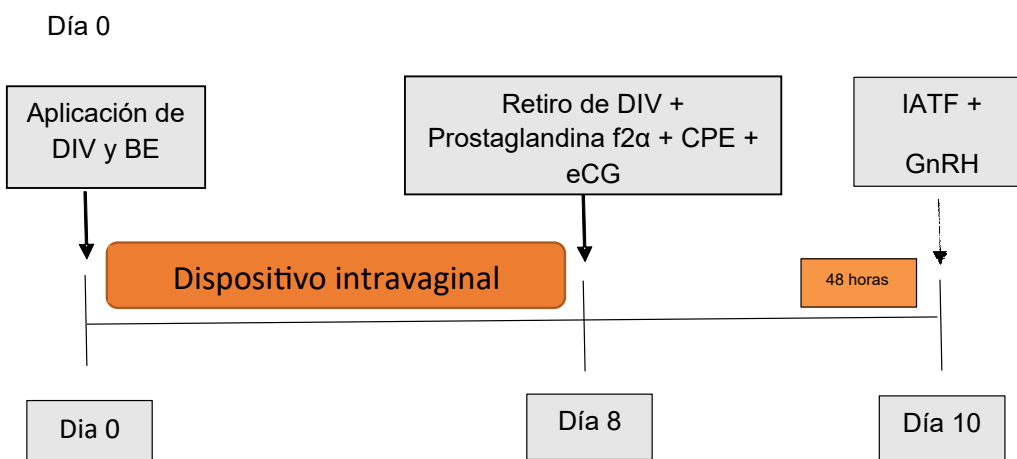 Día 0
Aplicación de
DIV y BE
Retiro de DIV +
Prostaglandina f2α + CPE +
eCG
IATF +
GnRH
Dispositivo intravaginal
48 horas
Dia 0
Día 8
Día 10